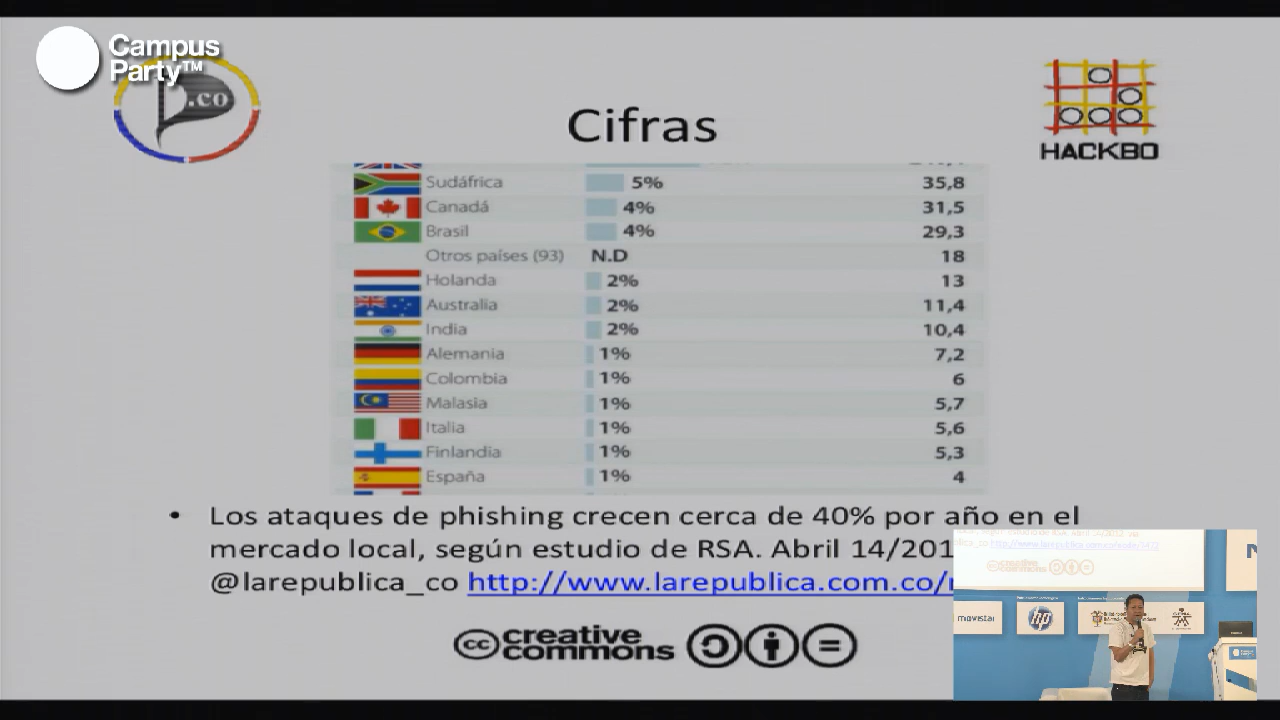 Campus
Party™
.co
HACKBO
Cifras
Sudáfrica 5% 35,8
Canadá 4% 31,5
Brasil 4% 29,3
Otros países (93) N.D 18
Holanda 2% 13
Australia 2% 11,4
India 2% 10,4
Alemania 1% 7,2
Colombia 1% 6
Malasia 1% 5,7
Italia 1% 5,6
Finlandia 1% 5,3
España 1% 4
• Los ataques de phishing crecen cerca de 40% por año en el
mercado local, según estudio de RSA. Abril 14/201
@larepublica_co http://www.larepublica.com.co/
cc creative
commons
creative
commons
movistar
hp